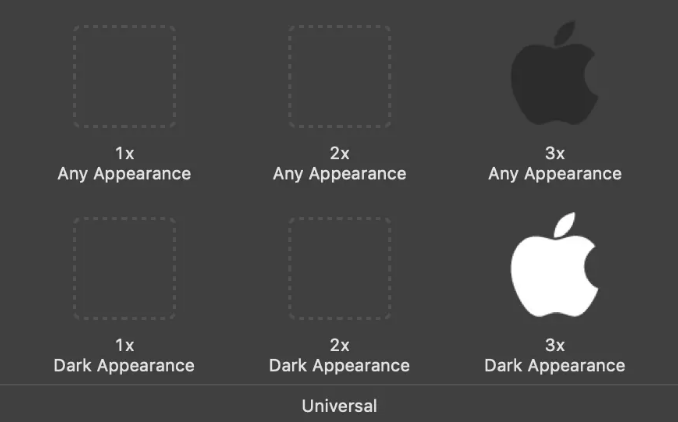 1x
Any Appearance
2x
Any Appearance
3x
Any Appearance
1x
Dark Appearance
2x
Dark Appearance
3x
Dark Appearance
Universal